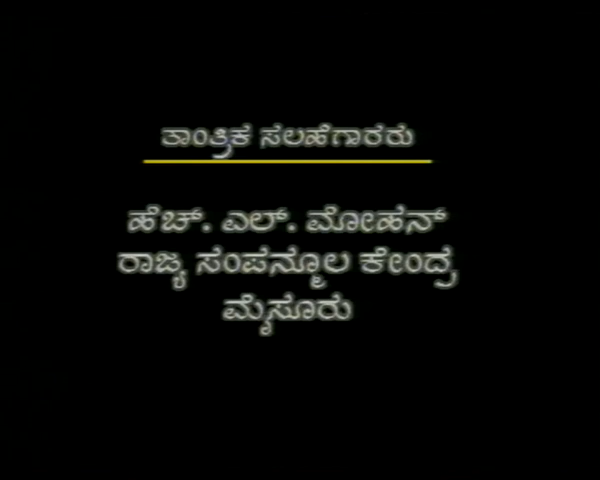 ತಾಂತ್ರಿಕ ಸಲಹೆಗಾರರು
ಹೆಚ್. ಎಲ್. ಮೋಹನ್
ರಾಜ್ಯ ಸಂಪನ್ಮೂಲ ಕೇಂದ್ರ
ಮೈಸೂರು